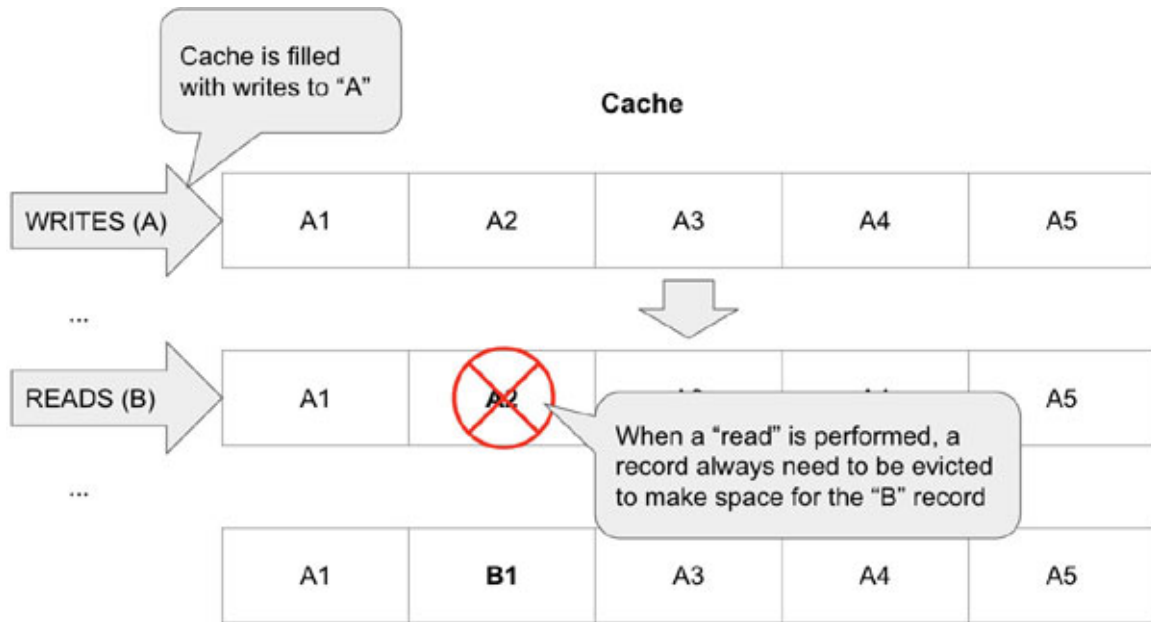 Cache is filled
with writes to “A”
Cache
WRITES (A)
A1
A2
A3
A4
A5
...
READS (B)
A1
A2
A5
When a “read” is performed, a
record always need to be evicted
to make space for the “B” record
...
A1
B1
A3
A4
A5